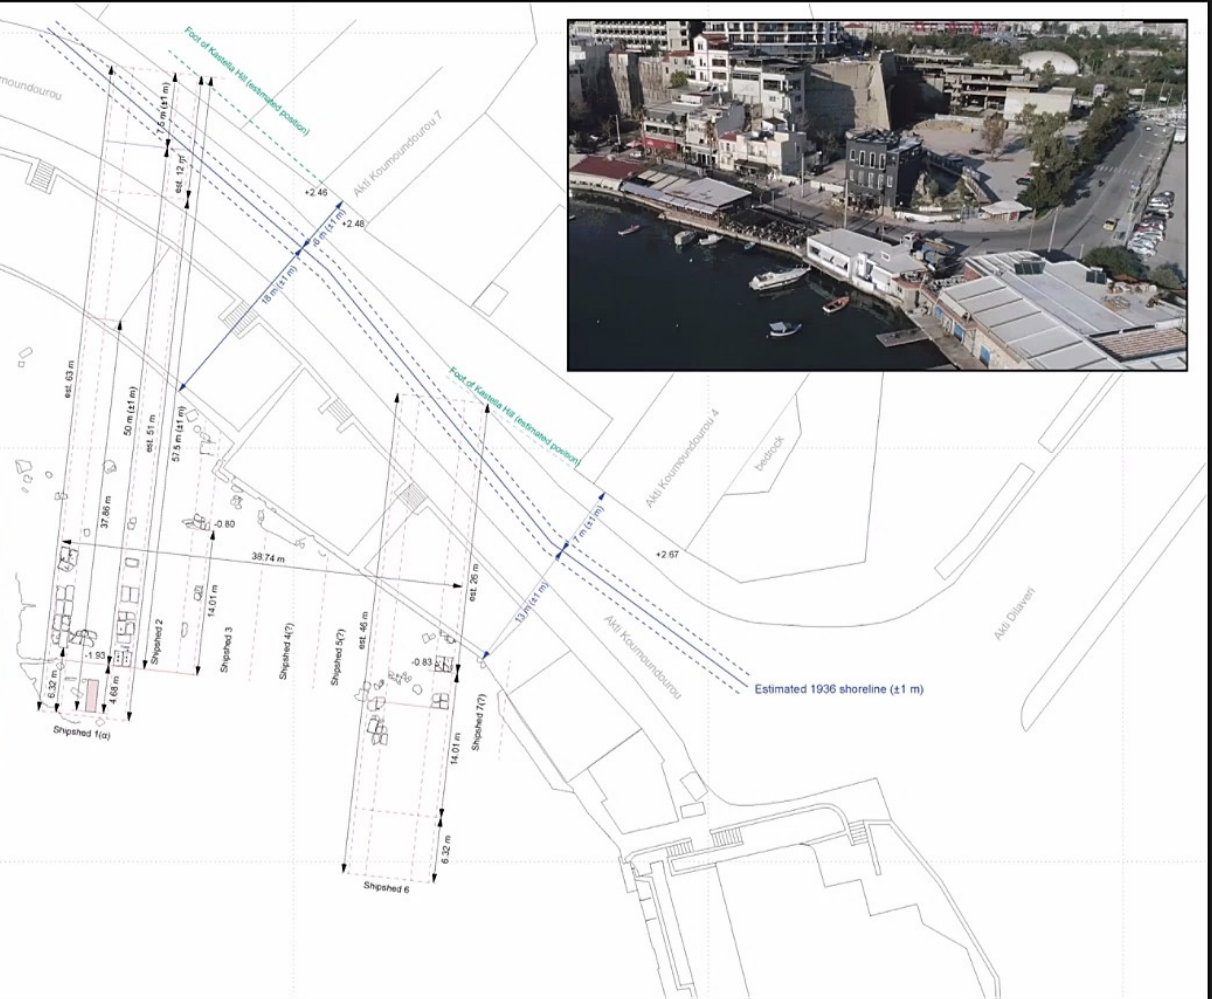 Foot of Kastella Hill (estimated position)
moundourou
7.5 m (±1 m)
est. 12 m
Akti Koumoundourou 7
+2.46
+2.48
18 m (±1 m)
est. 63 m
50 m (±1 m)
est. 51 m
57.5 m (±1 m)
Foot of Kastella Hill (estimated position)
Akti Koumoundourou 4
bedrock
37.86 m
-0.80
38.74 m
7 m (±1 m)
+2.67
14.01 m
est. 26 m
13 m (±1 m)
Akti Dilaveri
Akti Koumoundourou
Shipshed 2
Shipshed 3
Shipshed 4(?)
Shipshed 5(?)
est. 46 m
-0.83
-1.93
6.32 m
4.68 m
Shipshed 7(?)
Estimated 1936 shoreline (±1 m)
Shipshed 1(α)
14.01 m
6.32 m
Shipshed 6